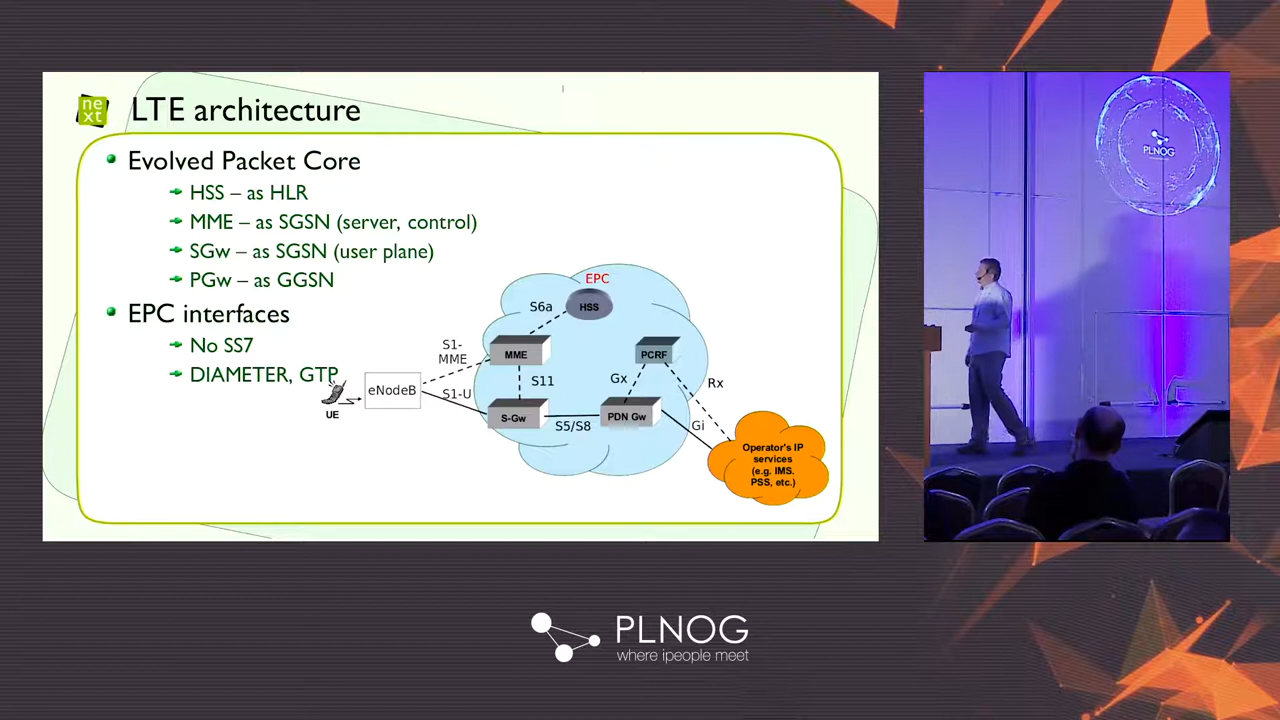 ne
xt
LTE architecture
Evolved Packet Core
HSS – as HLR
MME – as SGSN (server, control)
SGw – as SGSN (user plane)
PGw – as GGSN
EPC interfaces
No SS7
DIAMETER, GTP
EPC
S6a
HSS
S1-
MME
MME
PCRF
S11
Gx
Rx
eNodeB
S1-U
UE
S-Gw
S5/S8
PDN Gw
Gi
Operator's IP
services
(e.g. IMS.
PSS, etc.)
PLNOG
PLNOG
where ipeople meet